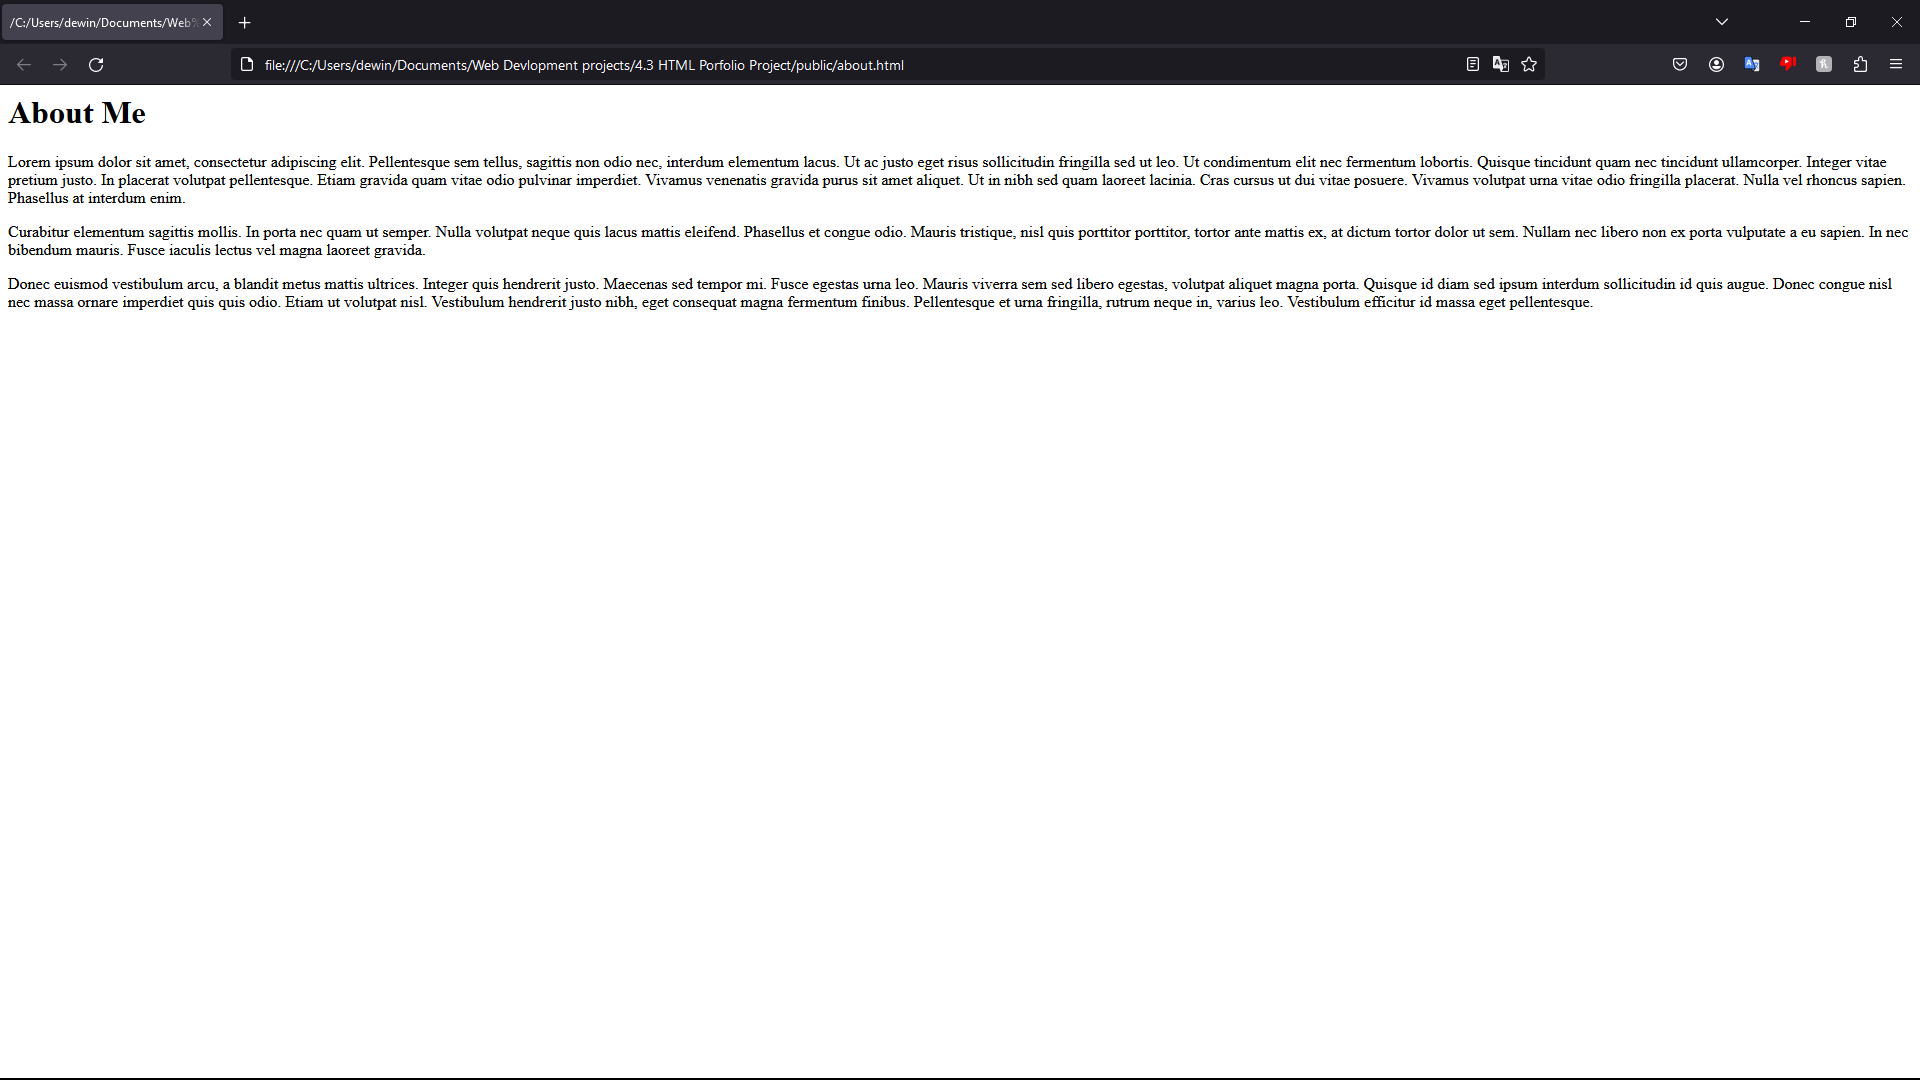 /C:/Users/dewin/Documents/Web%
file:///C:/Users/dewin/Documents/Web Devlopment projects/4.3 HTML Porfolio Project/public/about.html
About Me
Lorem ipsum dolor sit amet, consectetur adipiscing elit. Pellentesque sem tellus, sagittis non odio nec, interdum elementum lacus. Ut ac justo eget risus sollicitudin fringilla sed ut leo. Ut condimentum elit nec fermentum lobortis. Quisque tincidunt quam nec tincidunt ullamcorper. Integer vitae
pretium justo. In placerat volutpat pellentesque. Etiam gravida quam vitae odio pulvinar imperdiet. Vivamus venenatis gravida purus sit amet aliquet. Ut in nibh sed quam laoreet lacinia. Cras cursus ut dui vitae posuere. Vivamus volutpat urna vitae odio fringilla placerat. Nulla vel rhoncus sapien.
Phasellus at interdum enim.
Curabitur elementum sagittis mollis. In porta nec quam ut semper. Nulla volutpat neque quis lacus mattis eleifend. Phasellus et congue odio. Mauris tristique, nisl quis porttitor porttitor, tortor ante mattis ex, at dictum tortor dolor ut sem. Nullam nec libero non ex porta vulputate a eu sapien. In nec
bibendum mauris. Fusce iaculis lectus vel magna laoreet gravida.
Donec euismod vestibulum arcu, a blandit metus mattis ultrices. Integer quis hendrerit justo. Maecenas sed tempor mi. Fusce egestas urna leo. Mauris viverra sem sed libero egestas, volutpat aliquet magna porta. Quisque id diam sed ipsum interdum sollicitudin id quis augue. Donec congue nisl
nec massa ornare imperdiet quis quis odio. Etiam ut volutpat nisl. Vestibulum hendrerit justo nibh, eget consequat magna fermentum finibus. Pellentesque et urna fringilla, rutrum neque in, varius leo. Vestibulum efficitur id massa eget pellentesque.